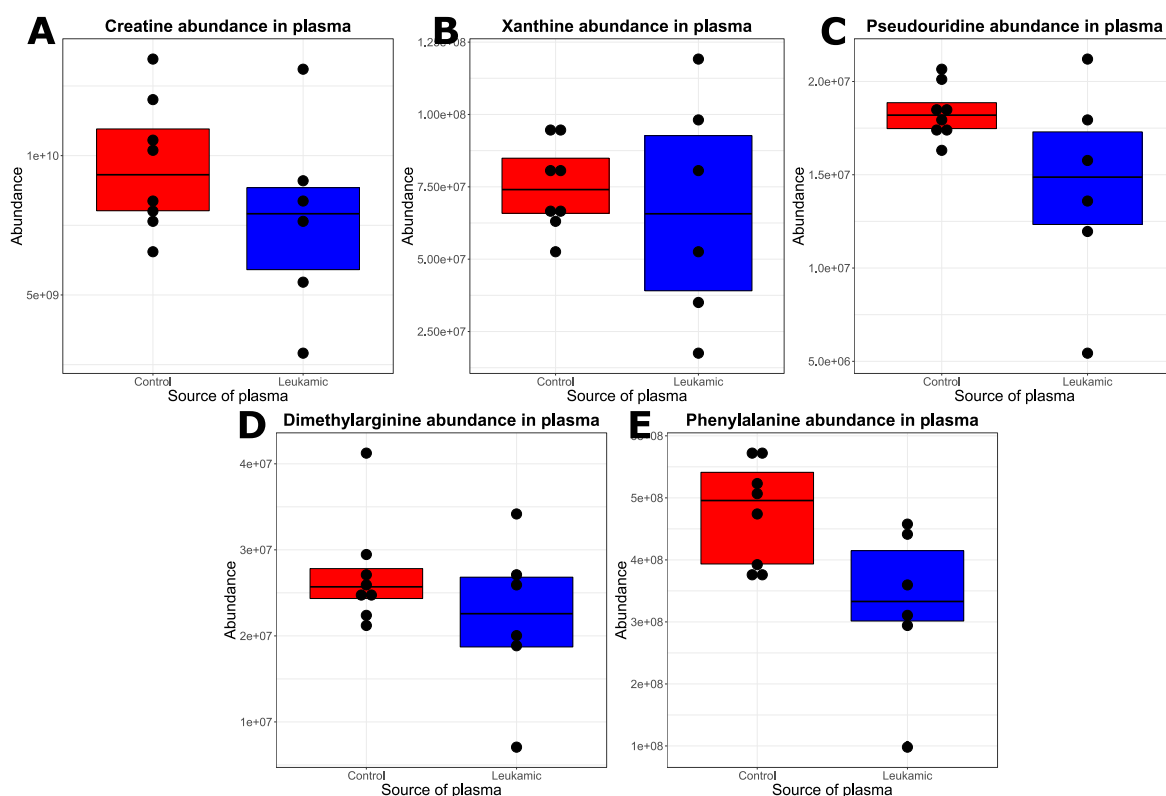 A
Creatine abundance in plasma
Abundance
1e+10
5e+09
Control
Leukamic
Source of plasma
B
Xanthine abundance in plasma
Abundance
1.25e+08
1.00e+08
7.50e+07
5.00e+07
2.50e+07
Control
Leukamic
Source of plasma
C
Pseudouridine abundance in plasma
Abundance
2.0e+07
1.5e+07
1.0e+07
5.0e+06
Control
Leukamic
Source of plasma
D
Dimethylarginine abundance in plasma
Abundance
4e+07
3e+07
2e+07
1e+07
Control
Leukamic
Source of plasma
E
Phenylalanine abundance in plasma
Abundance
e+08
5e+08
4e+08
3e+08
2e+08
1e+08
Control
Leukamic
Source of plasma